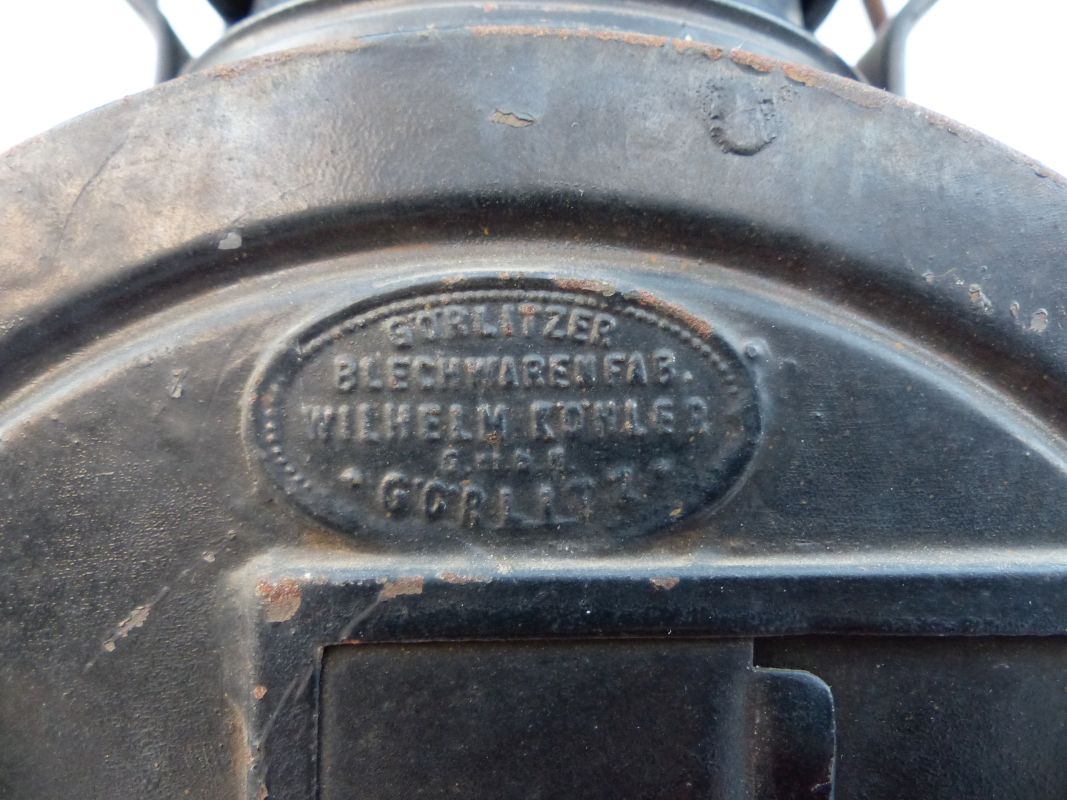 GÖRLITZER
BLECHWARENFAB.
WILHELM KÖHLER
G.M.B.H.
* GÖRLITZ *